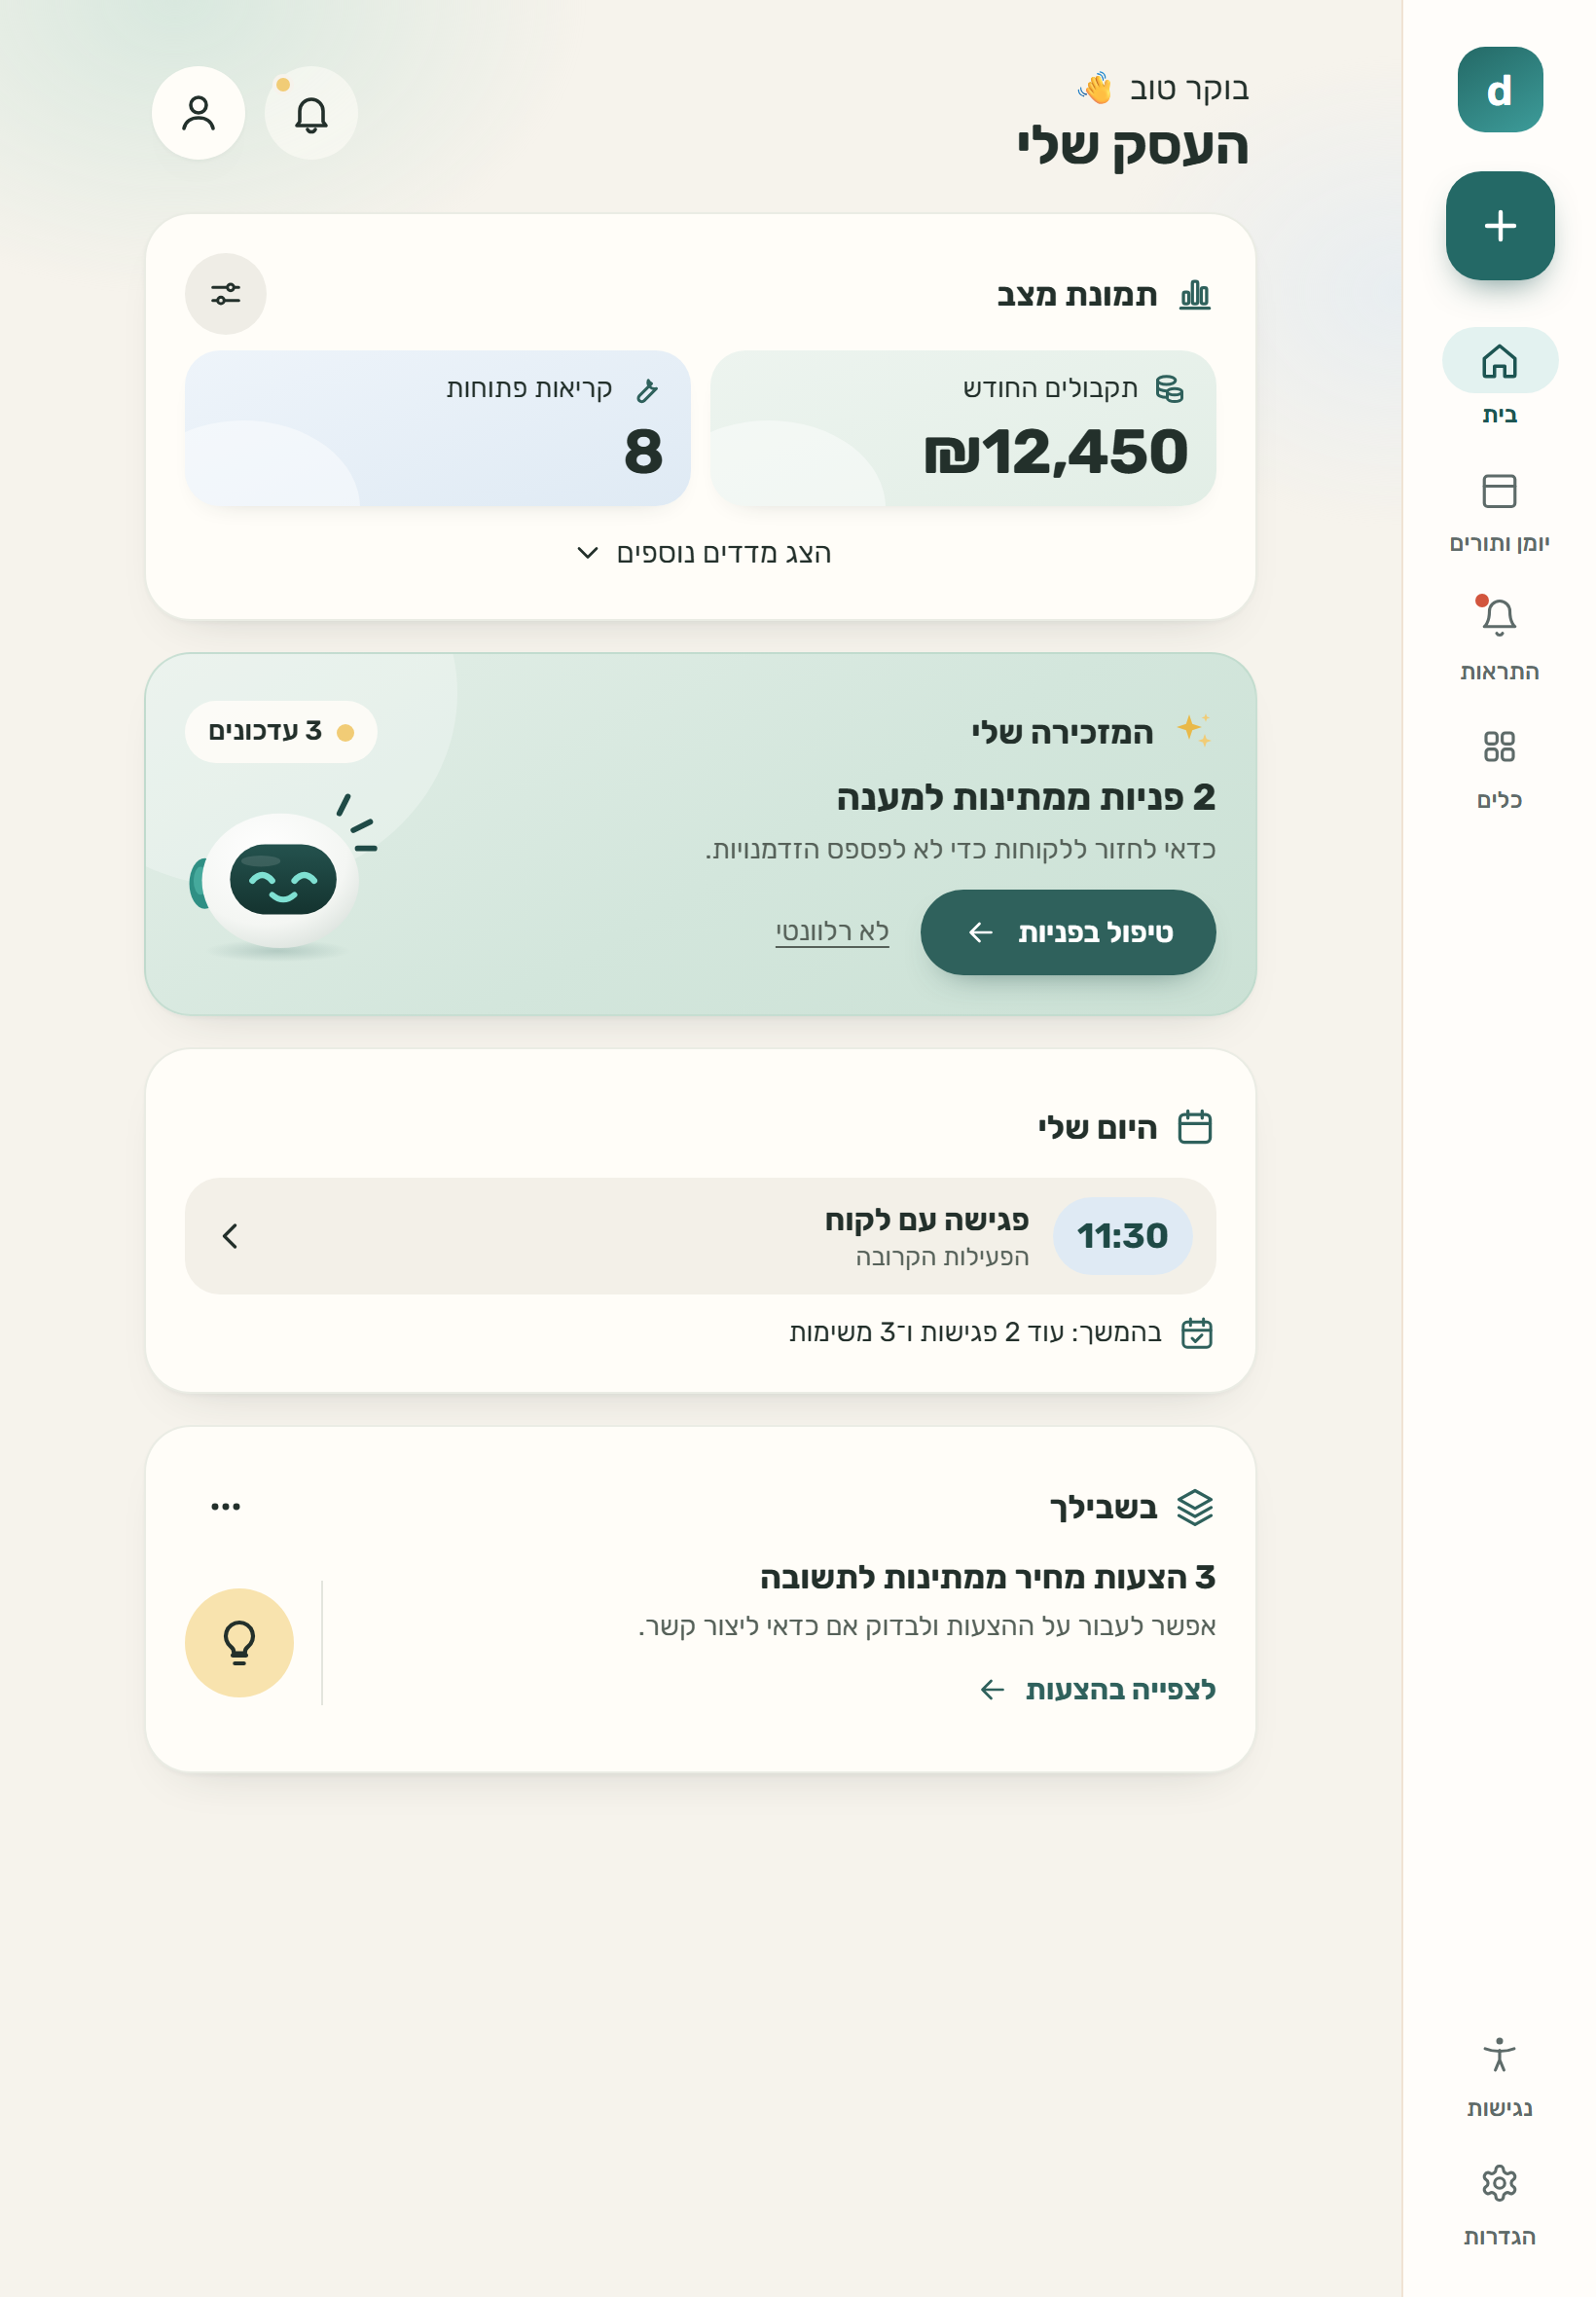 d
בית
יומן ותורים
התראות
כלים
נגישות
הגדרות
בוקר טוב 👋
העסק שלי
תמונת מצב
תקבולים החודש
₪12,450
קריאות פתוחות
8
הצג מדדים נוספים
המזכירה שלי
3 עדכונים
2 פניות ממתינות למענה
כדאי לחזור ללקוחות כדי לא לפספס הזדמנויות.
טיפול בפניות
לא רלוונטי
היום שלי
11:30
פגישה עם לקוח
הפעילות הקרובה
בהמשך: עוד 2 פגישות ו־3 משימות
בשבילך
3 הצעות מחיר ממתינות לתשובה
אפשר לעבור על ההצעות ולבדוק אם כדאי ליצור קשר.
לצפייה בהצעות